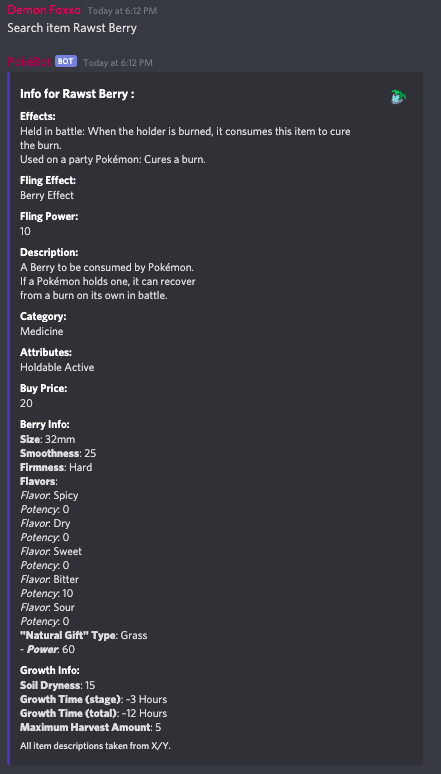 Demon Foxxo Today at 6:12 PM
Search item Rawst Berry
BOT Today at 6:12 PM
Info for Rawst Berry :
Effects:
Held in battle: When the holder is burned, it consumes this item to cure
the burn.
Used on a party Pokémon: Cures a burn.
Fling Effect:
Berry Effect
Fling Power:
10
Description:
A Berry to be consumed by Pokémon.
If a Pokémon holds one, it can recover
from a burn on its own in battle.
Category:
Medicine
Attributes:
Holdable Active
Buy Price:
20
Berry Info:
Size: 32mm
Smoothness: 25
Firmness: Hard
Flavors:
Flavor: Spicy
Potency: 0
Flavor: Dry
Potency: 0
Flavor: Sweet
Potency: 0
Flavor: Bitter
Potency: 10
Flavor: Sour
Potency: 0
"Natural Gift" Type: Grass
- Power: 60
Growth Info:
Soil Dryness: 15
Growth Time (stage): ~3 Hours
Growth Time (total): ~12 Hours
Maximum Harvest Amount: 5
All item descriptions taken from X/Y.